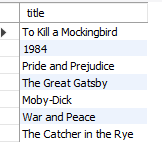 title
To Kill a Mockingbird
1984
Pride and Prejudice
The Great Gatsby
Moby-Dick
War and Peace
The Catcher in the Rye